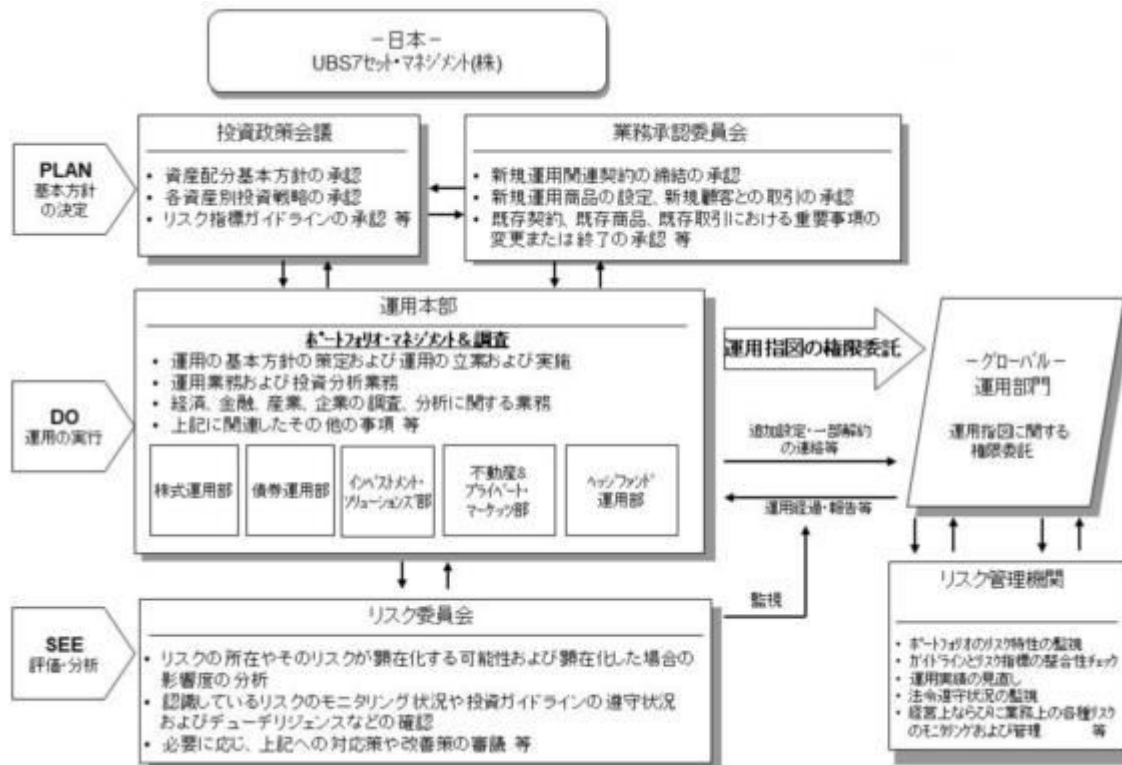 －日本－
UBSアセット・マネジメント(株)
PLAN
基本方針
の決定
投資政策会議
• 資産配分基本方針の承認
• 各資産別投資戦略の承認
• リスク指標ガイドラインの承認 等
業務承認委員会
• 新規運用関連契約の締結の承認
• 新規運用商品の設定、新規顧客との取引の承認
• 既存契約、既存商品、既存取引における重要事項の
変更または終了の承認 等
DO
運用の実行
運用本部
ポートフォリオ・マネジメント&調査
• 運用の基本方針の策定および運用の立案および実施
• 運用業務および投資分析業務
• 経済、金融、産業、企業の調査、分析に関する業務
• 上記に関連したその他の事項 等
株式運用部
債券運用部
インベストメント・
ソリューションズ部
不動産&
プライベート・
マーケッツ部
ヘッジファンド
運用部
運用指図の権限委託
追加設定・一部解約
の連絡等
運用経過・報告等
－グローバル－
運用部門
運用指図に関する
権限委託
SEE
評価・分析
リスク委員会
• リスクの所在やそのリスクが顕在化する可能性および顕在化した場合の
影響度の分析
• 認識しているリスクのモニタリング状況や投資ガイドラインの遵守状況
およびデューデリジェンスなどの確認
• 必要に応じ、上記への対応策や改善策の審議 等
監視
リスク管理機関
• ポートフォリオのリスク特性の監視
• ガイドラインとリスク指標の整合性チェック
• 運用実績の見直し
• 法令遵守状況の監視
• 経営上ならびに業務上の各種リスク
のモニタリングおよび管理 等